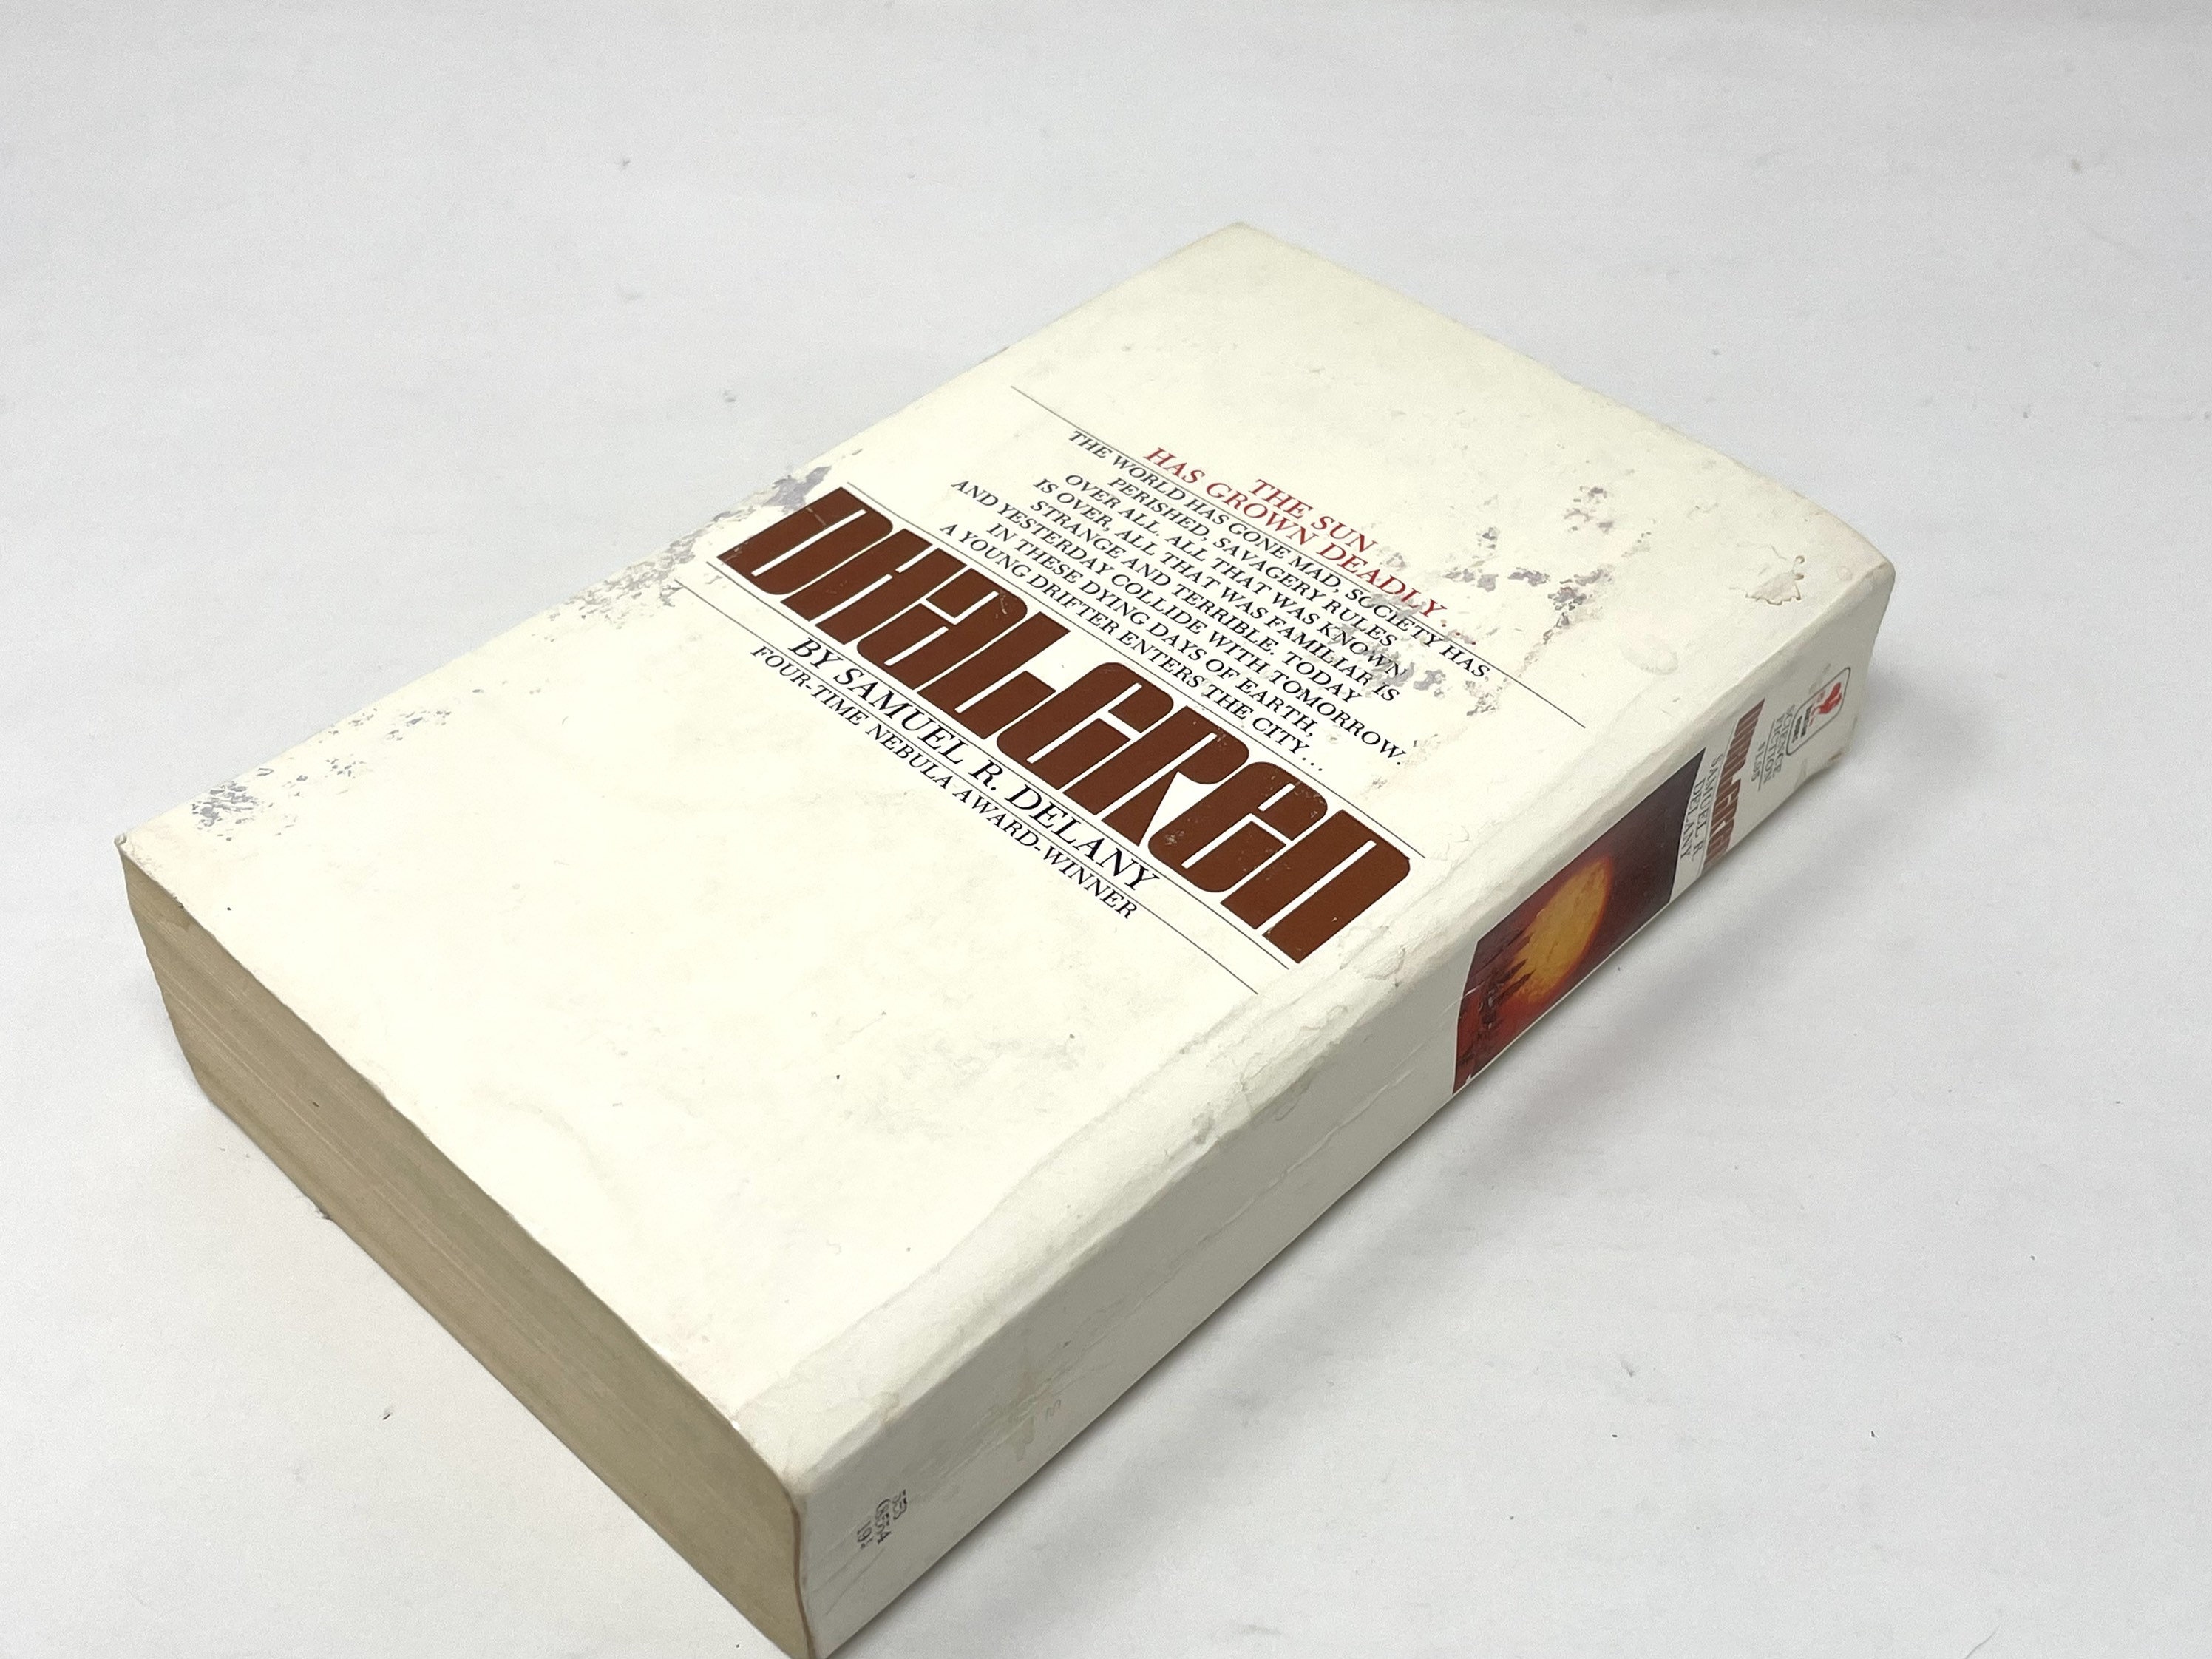 THE SUN
HAS GROWN DEADLY...
THE WORLD HAS GONE MAD, SOCIETY HAS
PERISHED, SAVAGERY RULES
OVER ALL. ALL THAT WAS KNOWN
IS OVER, ALL THAT WAS FAMILIAR IS
STRANGE AND TERRIBLE. TODAY
AND YESTERDAY COLLIDE WITH TOMORROW.
IN THESE DYING DAYS OF EARTH,
A YOUNG DRIFTER ENTERS THE CITY...
DHALGREN
BY SAMUEL R. DELANY
FOUR-TIME NEBULA AWARD-WINNER
SCIENCE
FICTION
DHALGREN
SAMUEL R.
DELANY
553